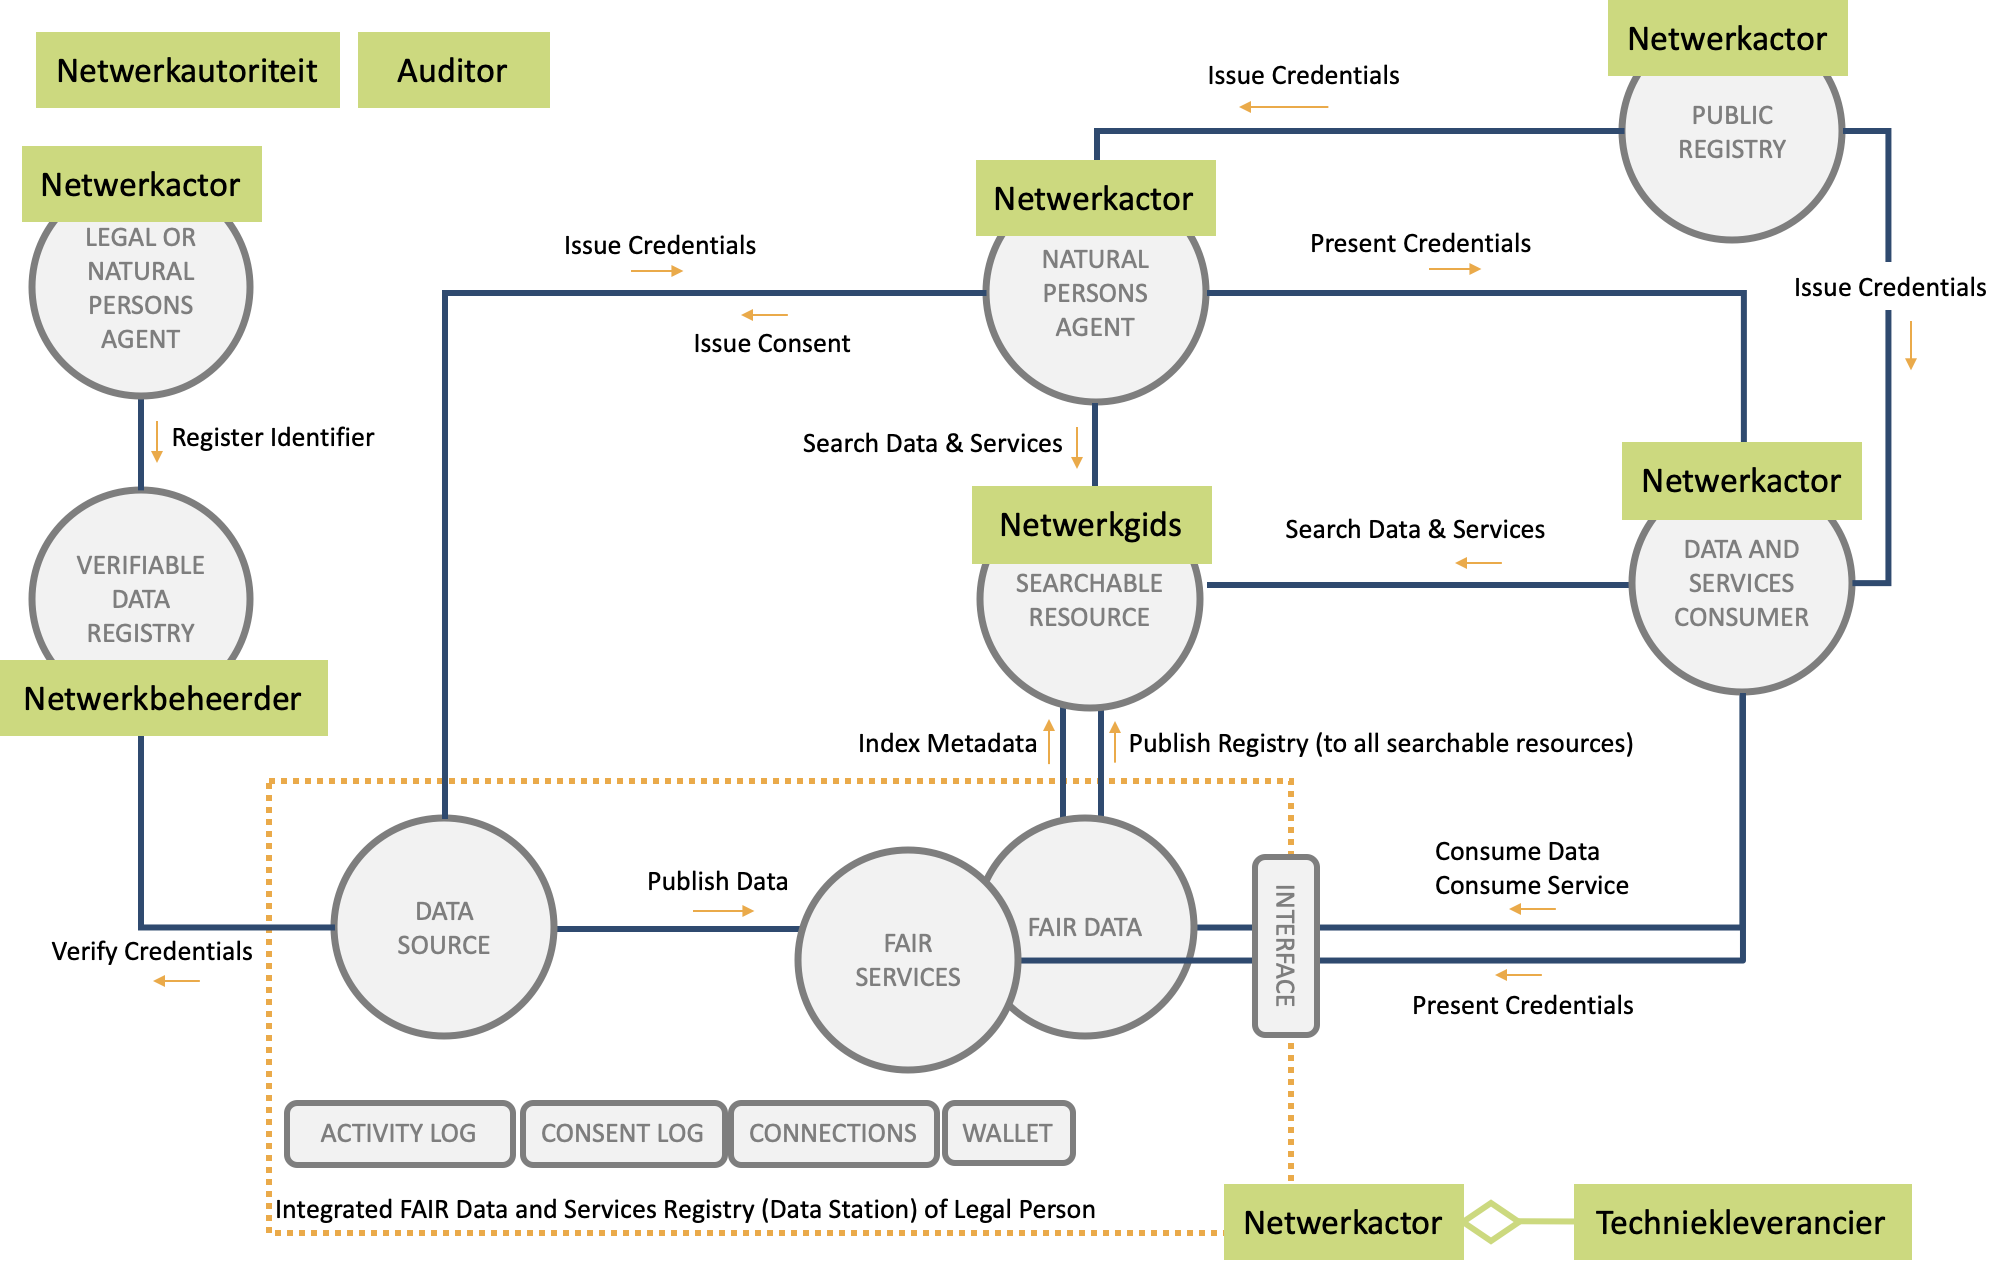 Netwerkautoriteit
Auditor
Netwerkactor
PUBLIC
REGISTRY
Issue Credentials
Netwerkactor
LEGAL OR
NATURAL
PERSONS
AGENT
Netwerkactor
NATURAL
PERSONS
AGENT
Issue Credentials
Issue Consent
Present Credentials
Issue Credentials
Register Identifier
Search Data & Services
Netwerkactor
DATA AND
SERVICES
CONSUMER
Netwerkgids
SEARCHABLE
RESOURCE
Search Data & Services
VERIFIABLE
DATA
REGISTRY
Netwerkbeheerder
Index Metadata
Publish Registry (to all searchable resources)
Consume Data
Consume Service
Publish Data
DATA
SOURCE
FAIR
SERVICES
FAIR DATA
INTERFACE
Verify Credentials
Present Credentials
ACTIVITY LOG
CONSENT LOG
CONNECTIONS
WALLET
Integrated FAIR Data and Services Registry (Data Station) of Legal Person
Netwerkactor
Techniekleverancier